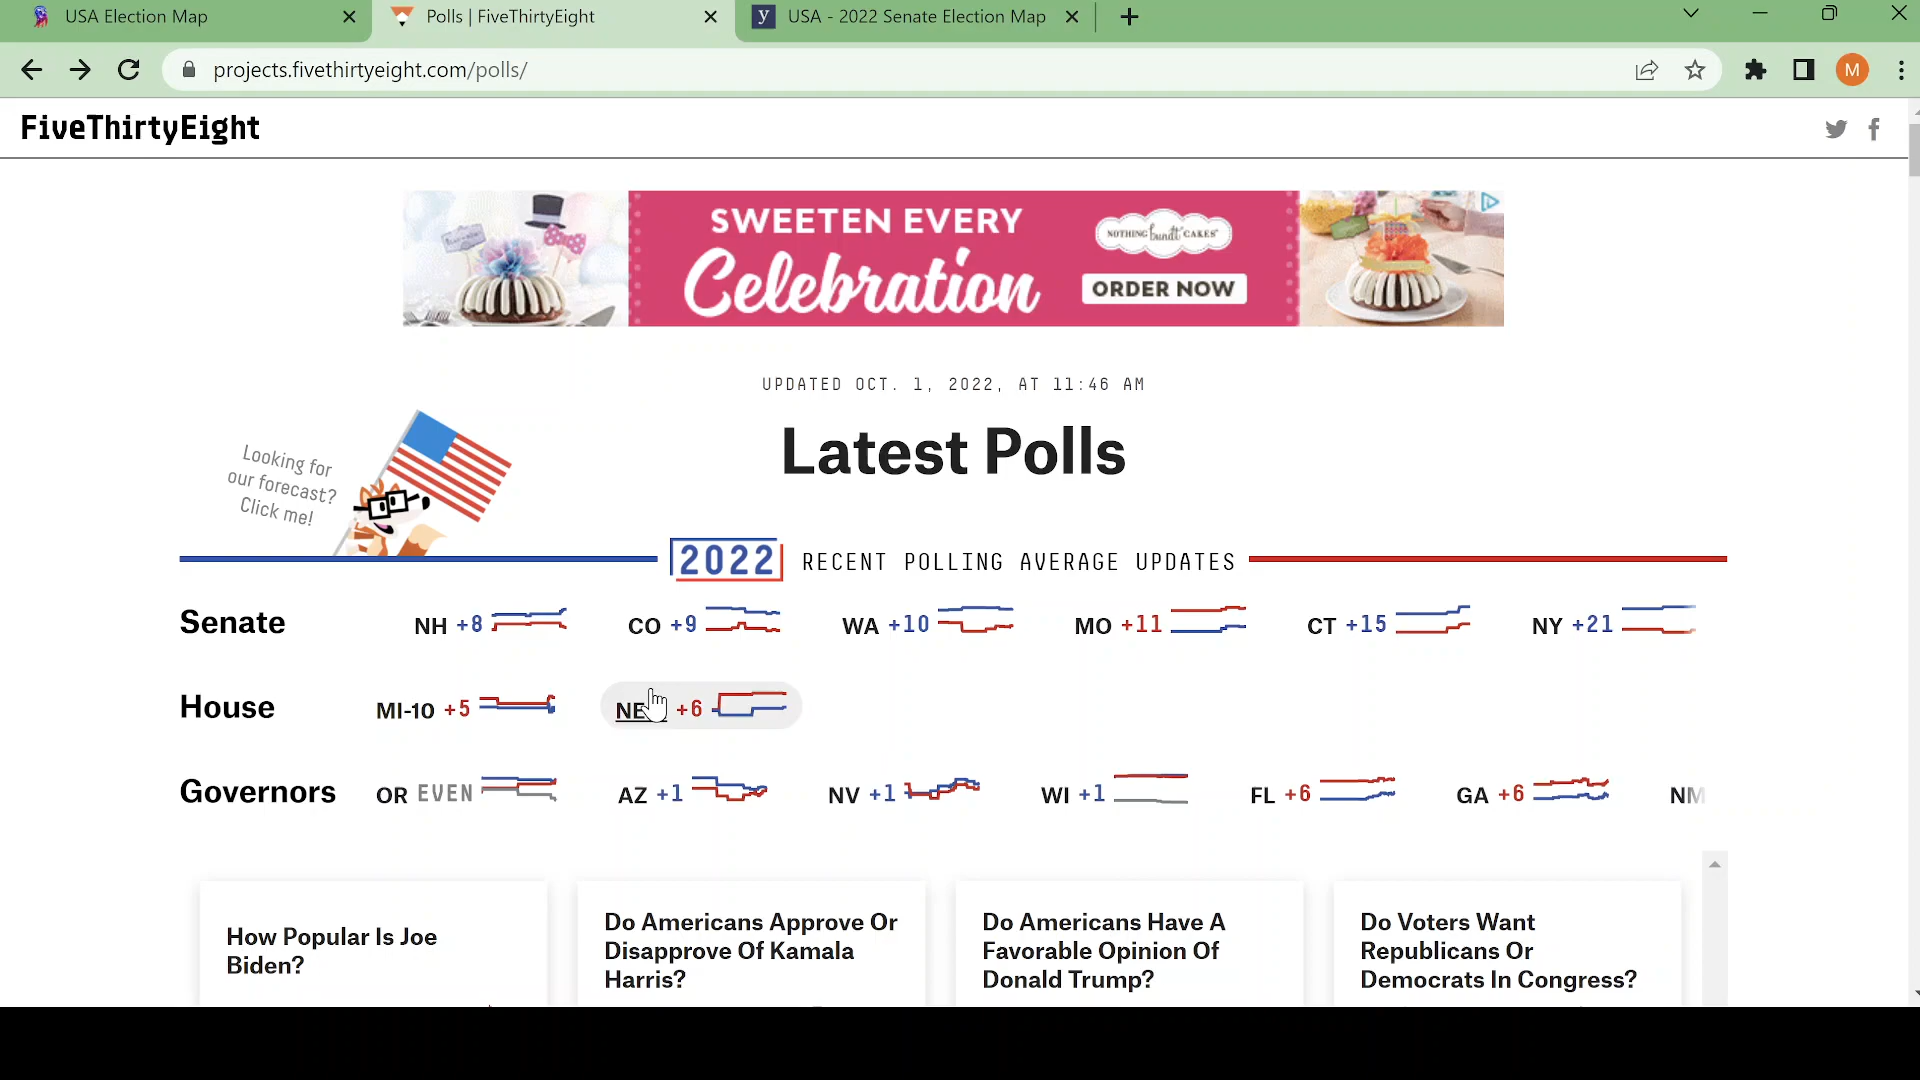 USA Election Map
Polls | FiveThirtyEight
USA - 2022 Senate Election Map
y
projects.fivethirtyeight.com/polls/
M
FiveThirtyEight
SWEETEN EVERY
Celebration
NOTHING bundt CAKES
ORDER NOW
UPDATED OCT. 1, 2022, AT 11:46 AM
Latest Polls
Looking for
our forecast?
Click me!
2022 RECENT POLLING AVERAGE UPDATES
Senate NH +8 CO +9 WA +10 MO +11 CT +15 NY +21
House MI-10 +5 NE +6
Governors OR EVEN AZ +1 NV +1 WI +1 FL +6 GA +6 NM
How Popular Is Joe
Biden?
Do Americans Approve Or
Disapprove Of Kamala
Harris?
Do Americans Have A
Favorable Opinion Of
Donald Trump?
Do Voters Want
Republicans Or
Democrats In Congress?